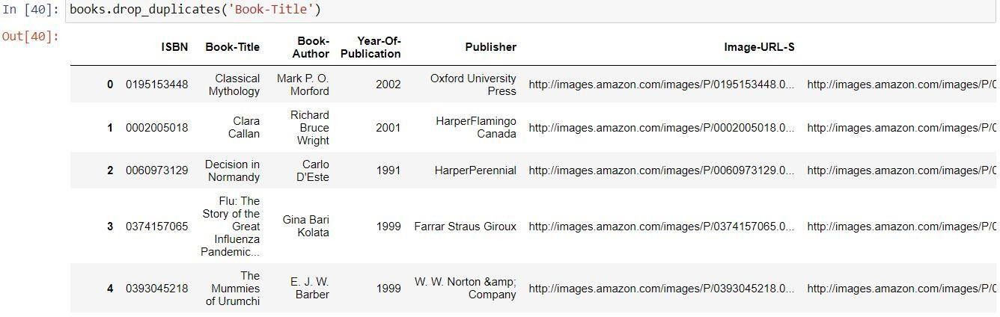 In [40]: books.drop_duplicates('Book-Title')
Out[40]:
ISBN Book-Title Book-Author Year-Of-Publication Publisher Image-URL-S
0 0195153448 Classical Mythology Mark P. O. Morford 2002 Oxford University Press http://images.amazon.com/images/P/0195153448.0... http://images.amazon.com/images/P/0
1 0002005018 Clara Callan Richard Bruce Wright 2001 HarperFlamingo Canada http://images.amazon.com/images/P/0002005018.0... http://images.amazon.com/images/P/0
2 0060973129 Decision in Normandy Carlo D'Este 1991 HarperPerennial http://images.amazon.com/images/P/0060973129.0... http://images.amazon.com/images/P/0
3 0374157065 Flu: The Story of the Great Influenza Pandemic... Gina Bari Kolata 1999 Farrar Straus Giroux http://images.amazon.com/images/P/0374157065.0... http://images.amazon.com/images/P/0
4 0393045218 The Mummies of Urumchi E. J. W. Barber 1999 W. W. Norton &amp; Company http://images.amazon.com/images/P/0393045218.0... http://images.amazon.com/images/P/0